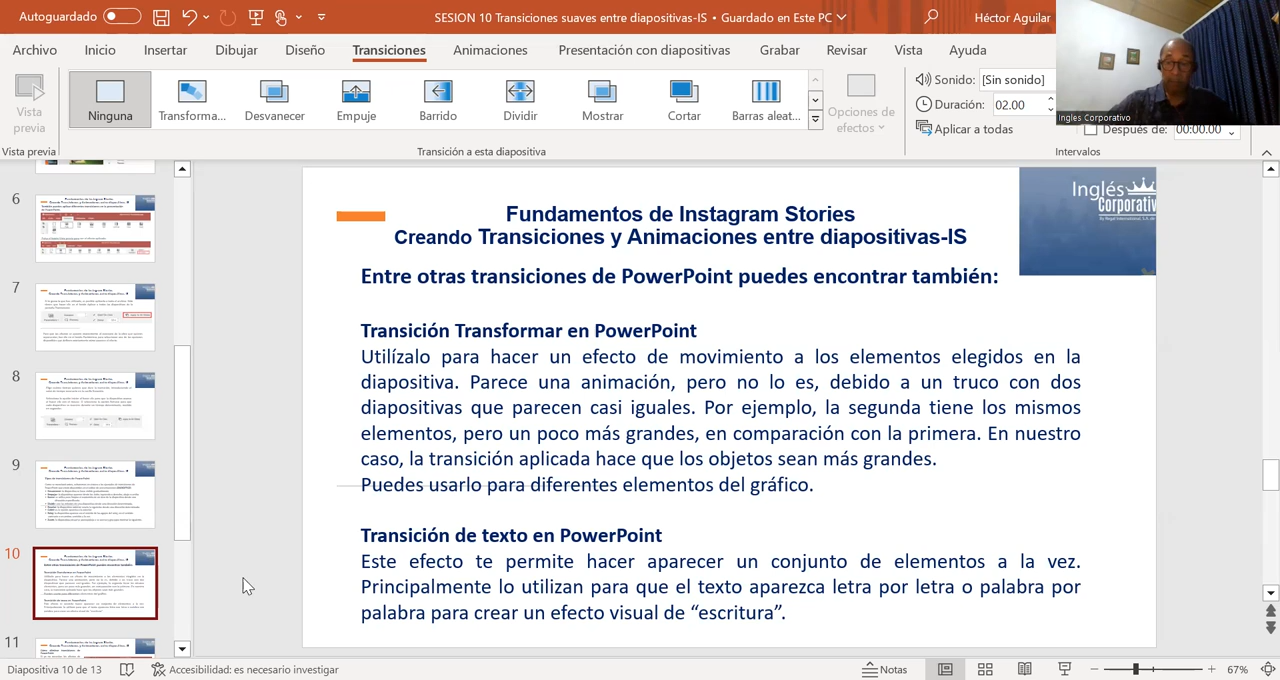 Autoguardado
SESION 10 Transiciones suaves entre diapositivas-IS • Guardado en Este PC
Héctor Aguilar
Archivo Inicio Insertar Dibujar Diseño Transiciones Animaciones Presentación con diapositivas Grabar Revisar Vista Ayuda
Vista previa
Ninguna Transforma... Desvanecer Empuje Barrido Dividir Mostrar Cortar Barras aleat...
Opciones de efectos
Sonido: [Sin sonido]
Duración: 02.00
Aplicar a todas
Después de: 00:00.00
Ingles Corporativo
Vista previa
Transición a esta diapositiva
Intervalos
6
7
8
9
10
11
Inglés
Corporativ
Fundamentos de Instagram Stories
Creando Transiciones y Animaciones entre diapositivas-IS
Entre otras transiciones de PowerPoint puedes encontrar también:
Transición Transformar en PowerPoint
Utilízalo para hacer un efecto de movimiento a los elementos elegidos en la
diapositiva. Parece una animación, pero no lo es, debido a un truco con dos
diapositivas que parecen casi iguales. Por ejemplo, la segunda tiene los mismos
elementos, pero un poco más grandes, en comparación con la primera. En nuestro
caso, la transición aplicada hace que los objetos sean más grandes.
Puedes usarlo para diferentes elementos del gráfico.
Transición de texto en PowerPoint
Este efecto te permite hacer aparecer un conjunto de elementos a la vez.
Principalmente lo utilizan para que el texto aparezca letra por letra o palabra por
palabra para crear un efecto visual de “escritura”.
Diapositiva 10 de 13
Accesibilidad: es necesario investigar
Notas
67%